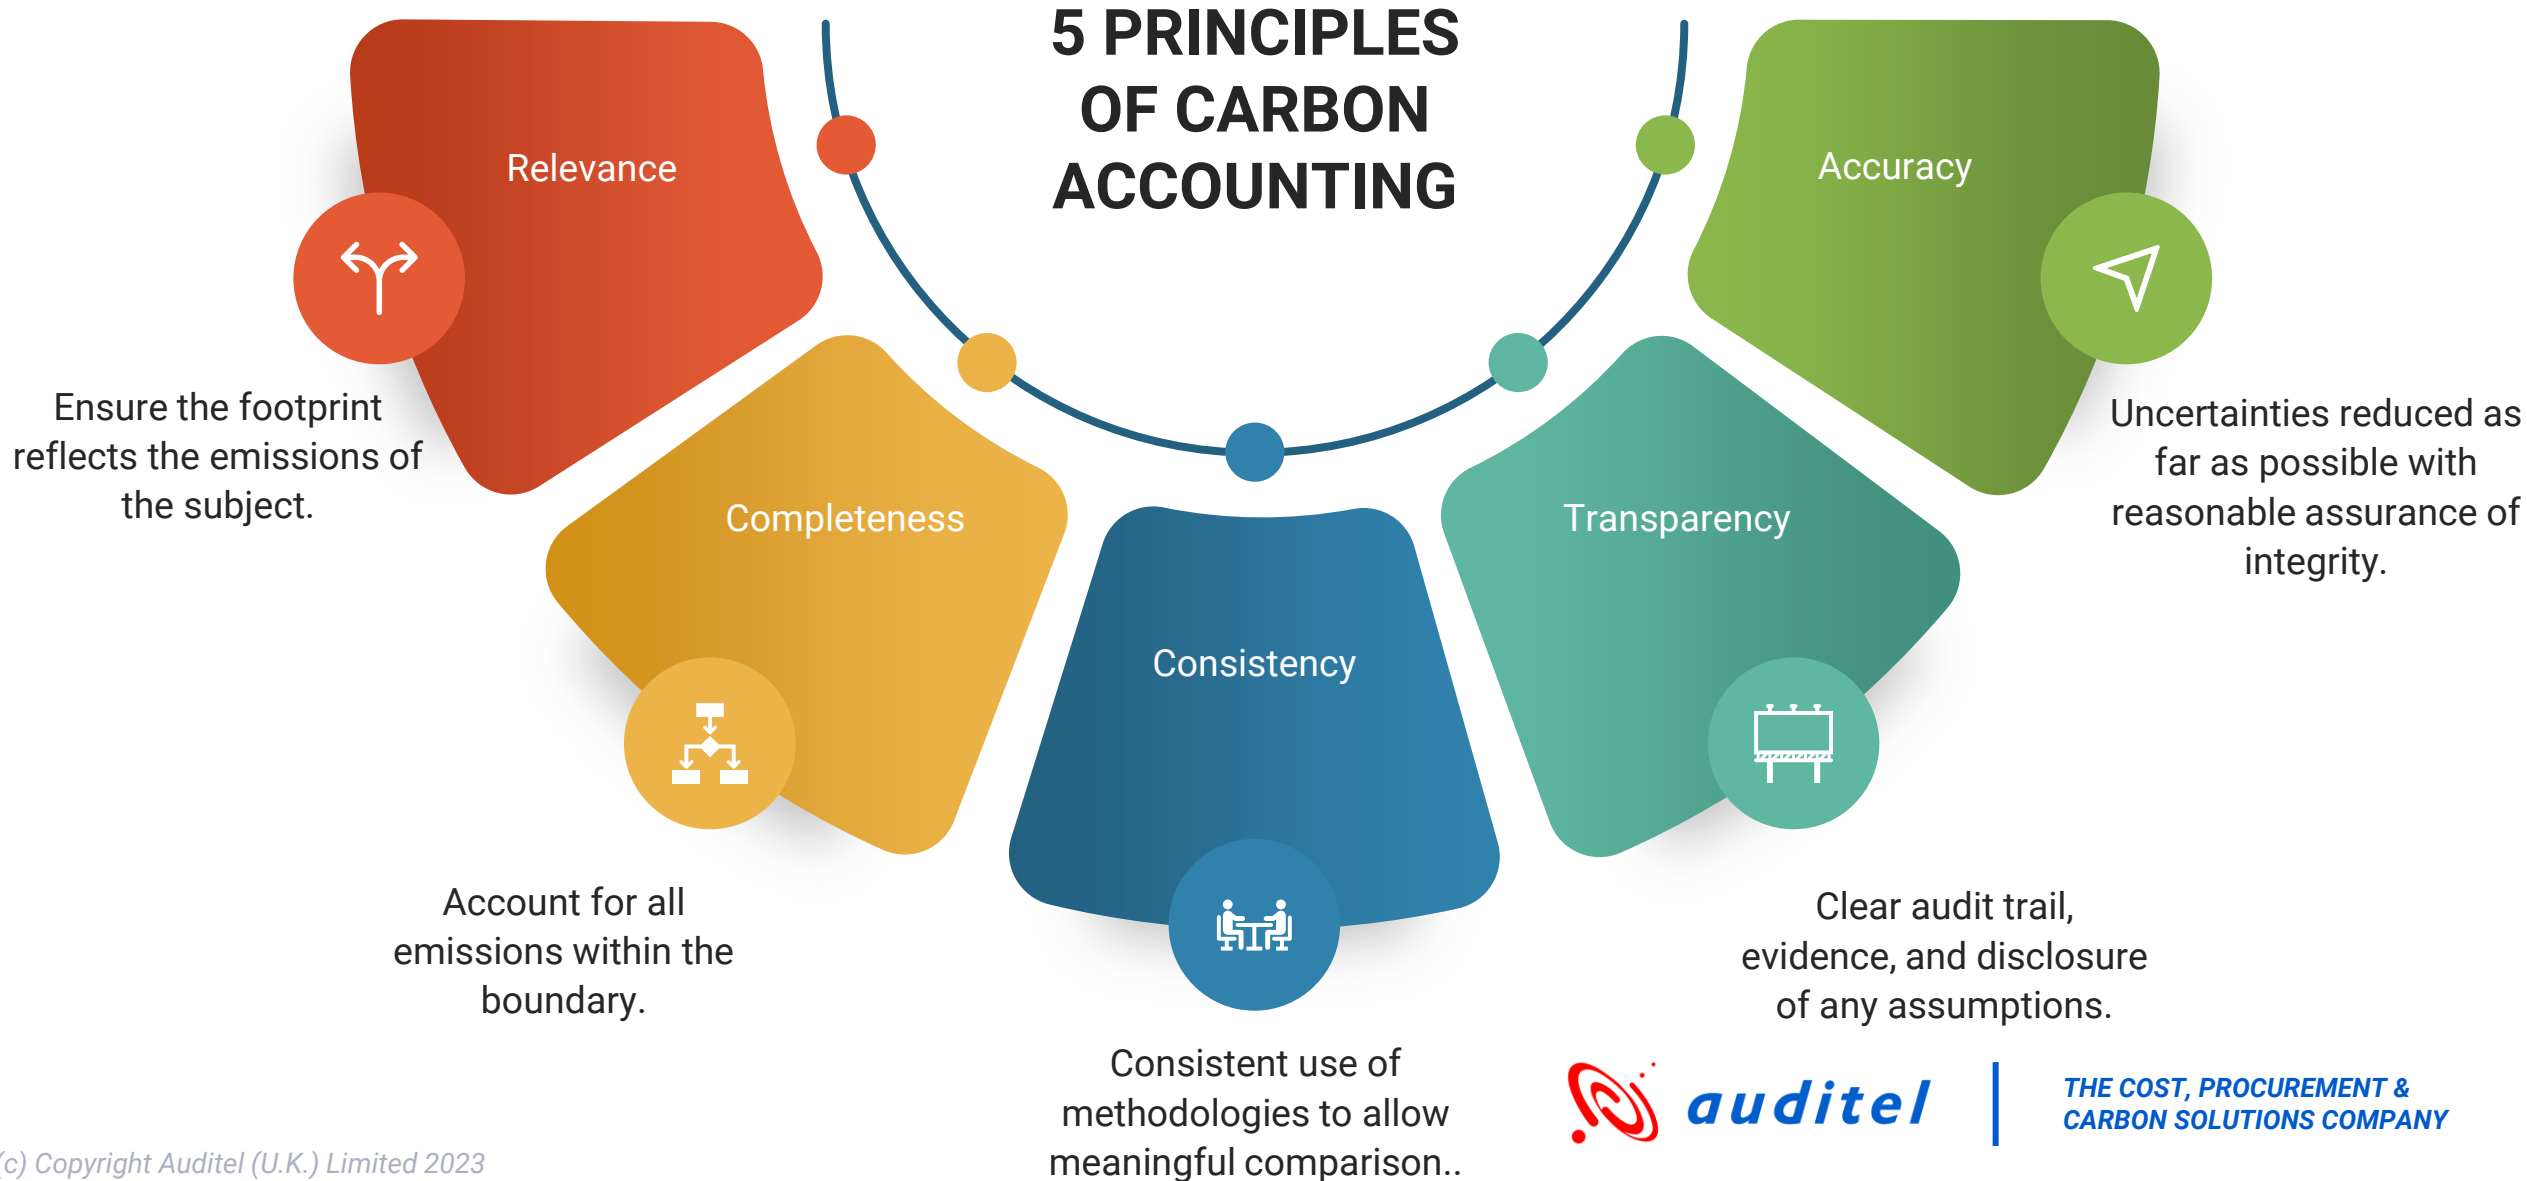 5 PRINCIPLES
OF CARBON
ACCOUNTING
Relevance
Ensure the footprint
reflects the emissions of
the subject.
Completeness
Account for all
emissions within the
boundary.
Consistency
Consistent use of
methodologies to allow
meaningful comparison..
Transparency
Clear audit trail,
evidence, and disclosure
of any assumptions.
Accuracy
Uncertainties reduced as
far as possible with
reasonable assurance of
integrity.
auditel
THE COST, PROCUREMENT &
CARBON SOLUTIONS COMPANY
(c) Copyright Auditel (U.K.) Limited 2023